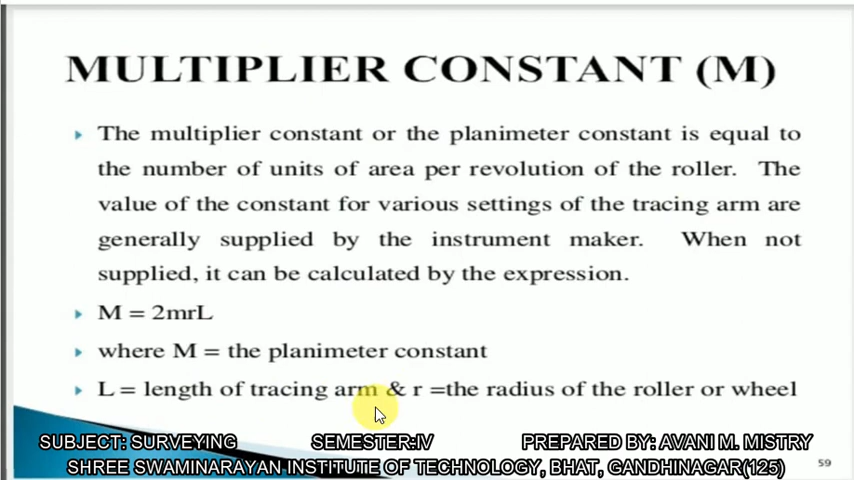 MULTIPLIER CONSTANT (M)
The multiplier constant or the planimeter constant is equal to
the number of units of area per revolution of the roller. The
value of the constant for various settings of the tracing arm are
generally supplied by the instrument maker. When not
supplied, it can be calculated by the expression.
M = 2mrL
where M = the planimeter constant
L = length of tracing arm & r =the radius of the roller or wheel
SUBJECT: SURVEYING SEMESTER:IV PREPARED BY: AVANI M. MISTRY
SHREE SWAMINARAYAN INSTITUTE OF TECHNOLOGY, BHAT, GANDHINAGAR(125)
59